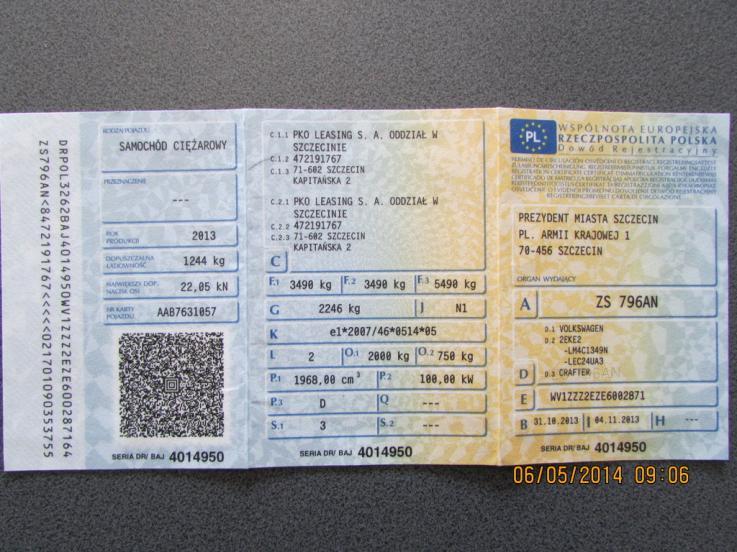 DRPOL3262BAJ4014950WV1ZZZ2EZE600287164
ZS796AN<8472191767<<<<<021701090353755
RODZAJ POJAZDU
SAMOCHÓD CIĘŻAROWY
PRZEZNACZENIE
---
ROK PRODUKCJI
2013
DOPUSZCZALNA ŁADOWNOŚĆ
1244 kg
NAJWIĘKSZY DOP. NACISK OSI
22,05 kN
NR KARTY POJAZDU
AAB7631057
SERIA DR/ BAJ 4014950
C.1.1 PKO LEASING S. A. ODDZIAŁ W
SZCZECINIE
C.1.2 472191767
C.1.3 71-602 SZCZECIN
KAPITAŃSKA 2
C.2.1 PKO LEASING S. A. ODDZIAŁ W
SZCZECINIE
C.2.2 472191767
C.2.3 71-602 SZCZECIN
KAPITAŃSKA 2
C
F.1 3490 kg F.2 3490 kg F.3 5490 kg
G 2246 kg J N1
K e1*2007/46*0514*05
L 2 O.1 2000 kg O.2 750 kg
P.1 1968,00 cm³ P.2 100,00 kW
P.3 D Q ---
S.1 3 S.2 ---
SERIA DR/ BAJ 4014950
PL
WSPÓLNOTA EUROPEJSKA
RZECZPOSPOLITA POLSKA
Dowód Rejestracyjny
PREZYDENT MIASTA SZCZECIN
PL. ARMII KRAJOWEJ 1
70-456 SZCZECIN
ORGAN WYDAJĄCY
A ZS 796AN
D.1 VOLKSWAGEN
D.2 2EKE2
-LM4C1349N
-LEC24UA3
D D.3 CRAFTER
E WV1ZZZ2EZE6002871
B 31.10.2013 I 04.11.2013 H ---
SERIA DR/ BAJ 4014950
06/05/2014 09:06